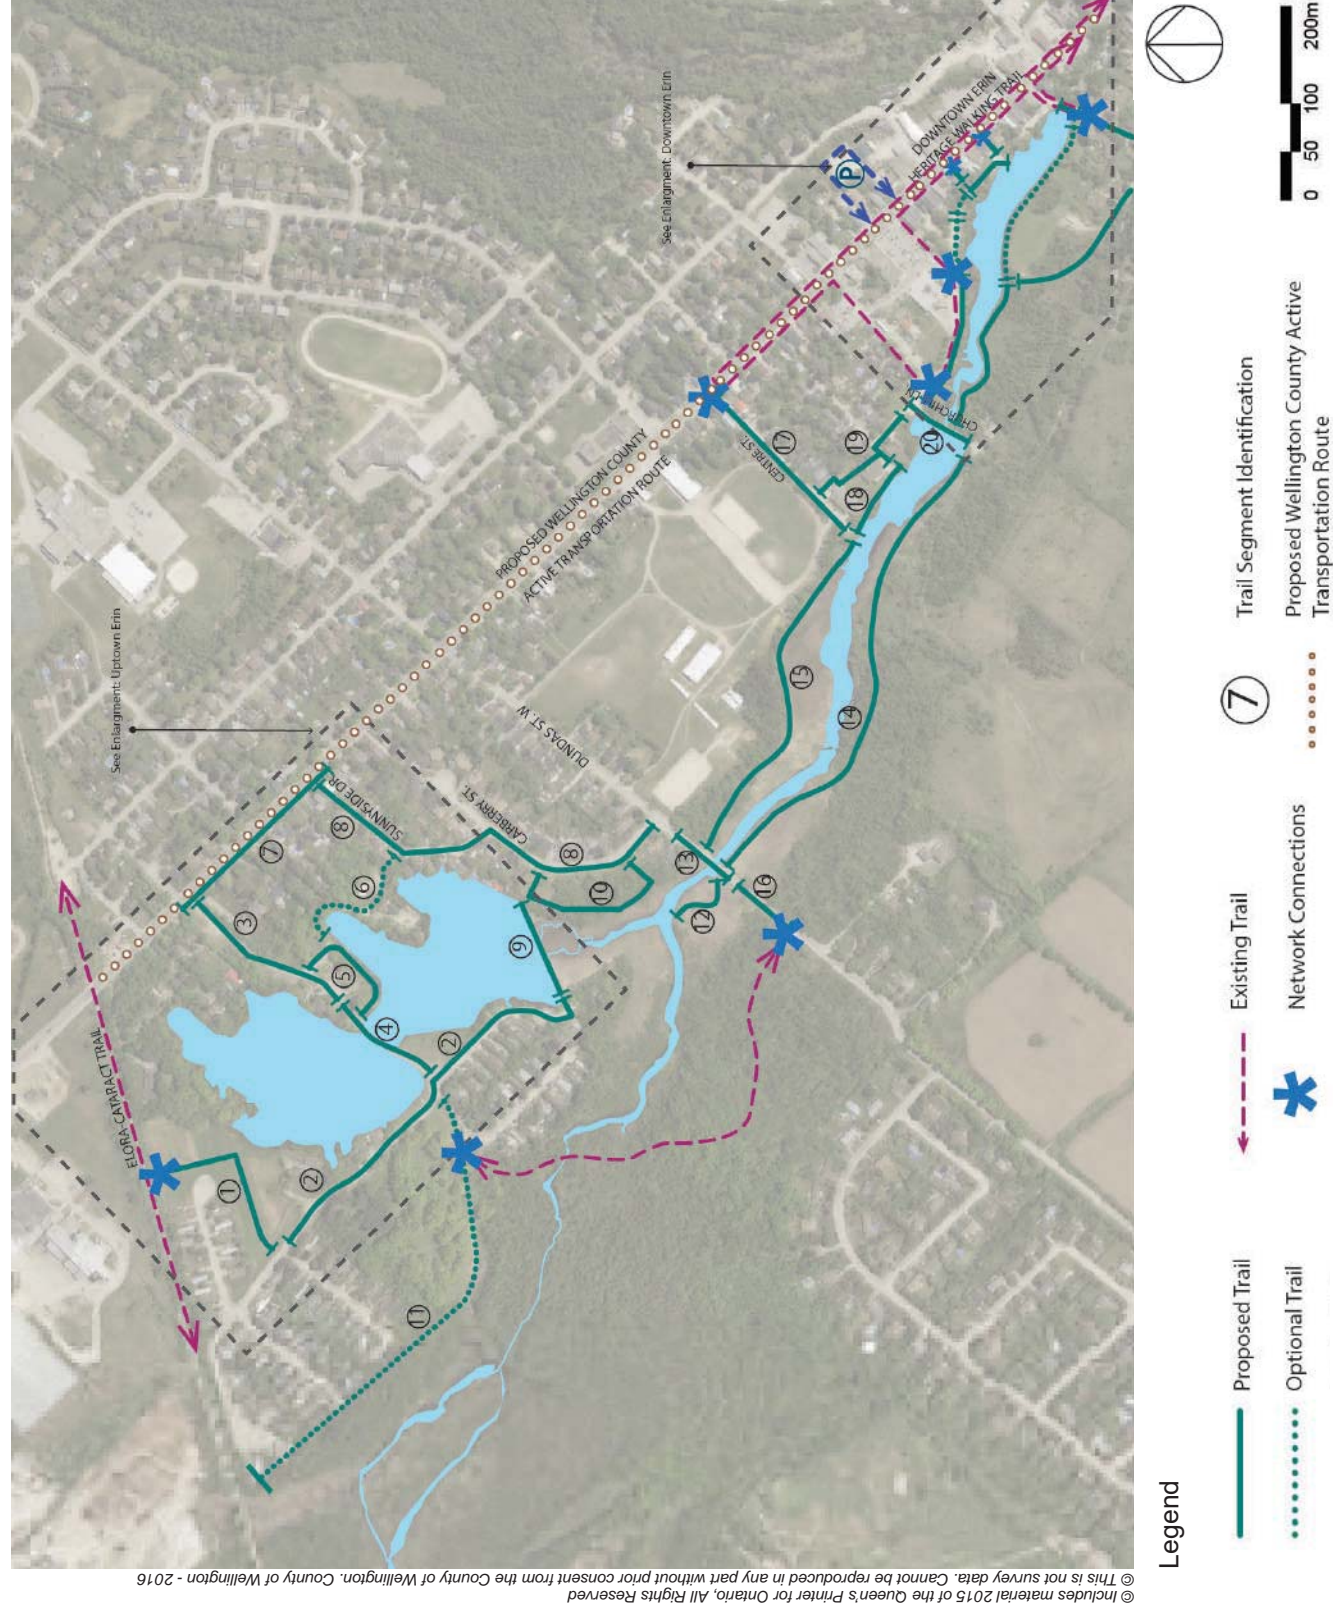 See Enlargment: Uptown Erin
See Enlargment: Downtown Erin
ELORA-CATARACT TRAIL
PROPOSED WELLINGTON COUNTY
ACTIVE TRANSPORTATION ROUTE
DOWNTOWN ERIN
HERITAGE WALKING TRAIL
SUNNYSIDE DR
CARBERRY ST.
DUNDAS ST. W
CENTRE ST.
P
1
2
2
3
4
5
6
7
8
8
9
10
11
12
13
14
15
16
17
18
19
20
Legend
Proposed Trail
Optional Trail
Existing Trail
Network Connections
7
Trail Segment Identification
Proposed Wellington County Active
Transportation Route
0 50 100 200m
© Includes material 2015 of the Queen's Printer for Ontario, All Rights Reserved
© This is not survey data. Cannot be reproduced in any part without prior consent from the County of Wellington. County of Wellington - 2016